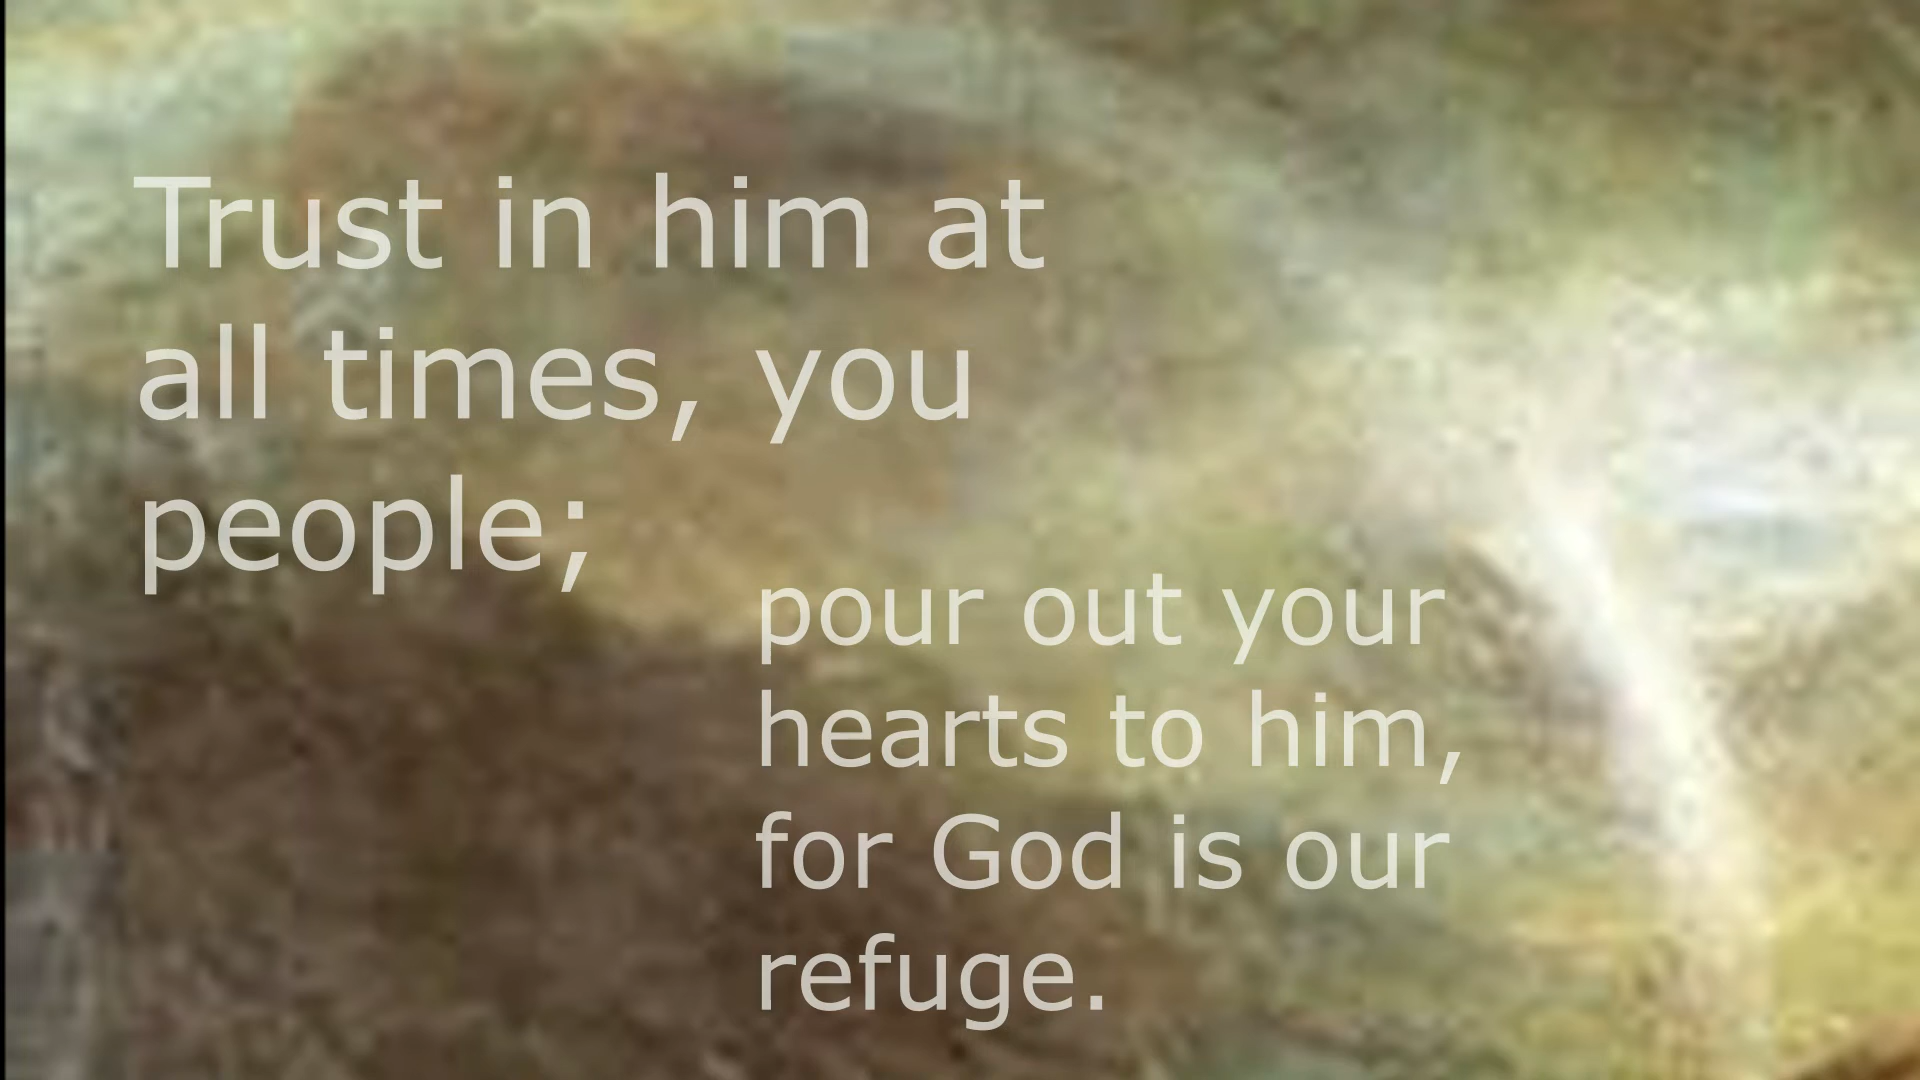 Trust in him at
all times, you
people;
pour out your
hearts to him,
for God is our
refuge.